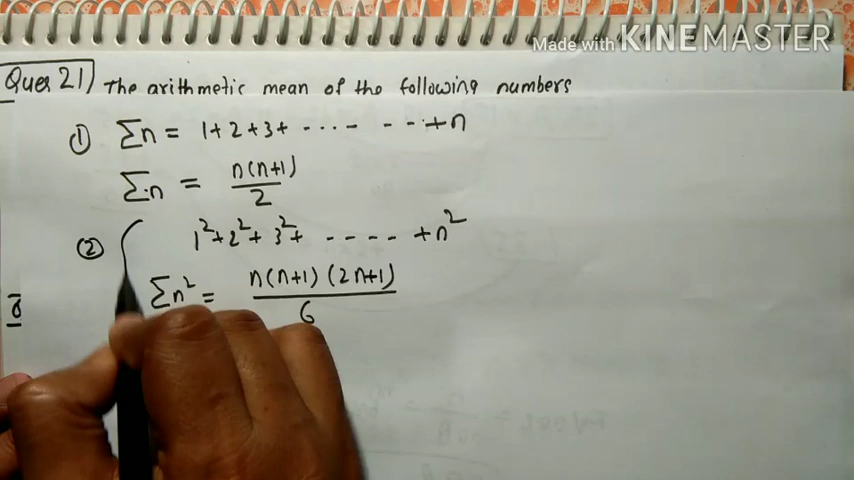 Made with KINEMASTER
Ques 21) The arithmetic mean of the following numbers
① Σn = 1+2+3+ ------- --+n
Σn = n(n+1)/2
② 1²+2²+3²+ ----- +n²
Σn² = n(n+1)(2n+1)/6